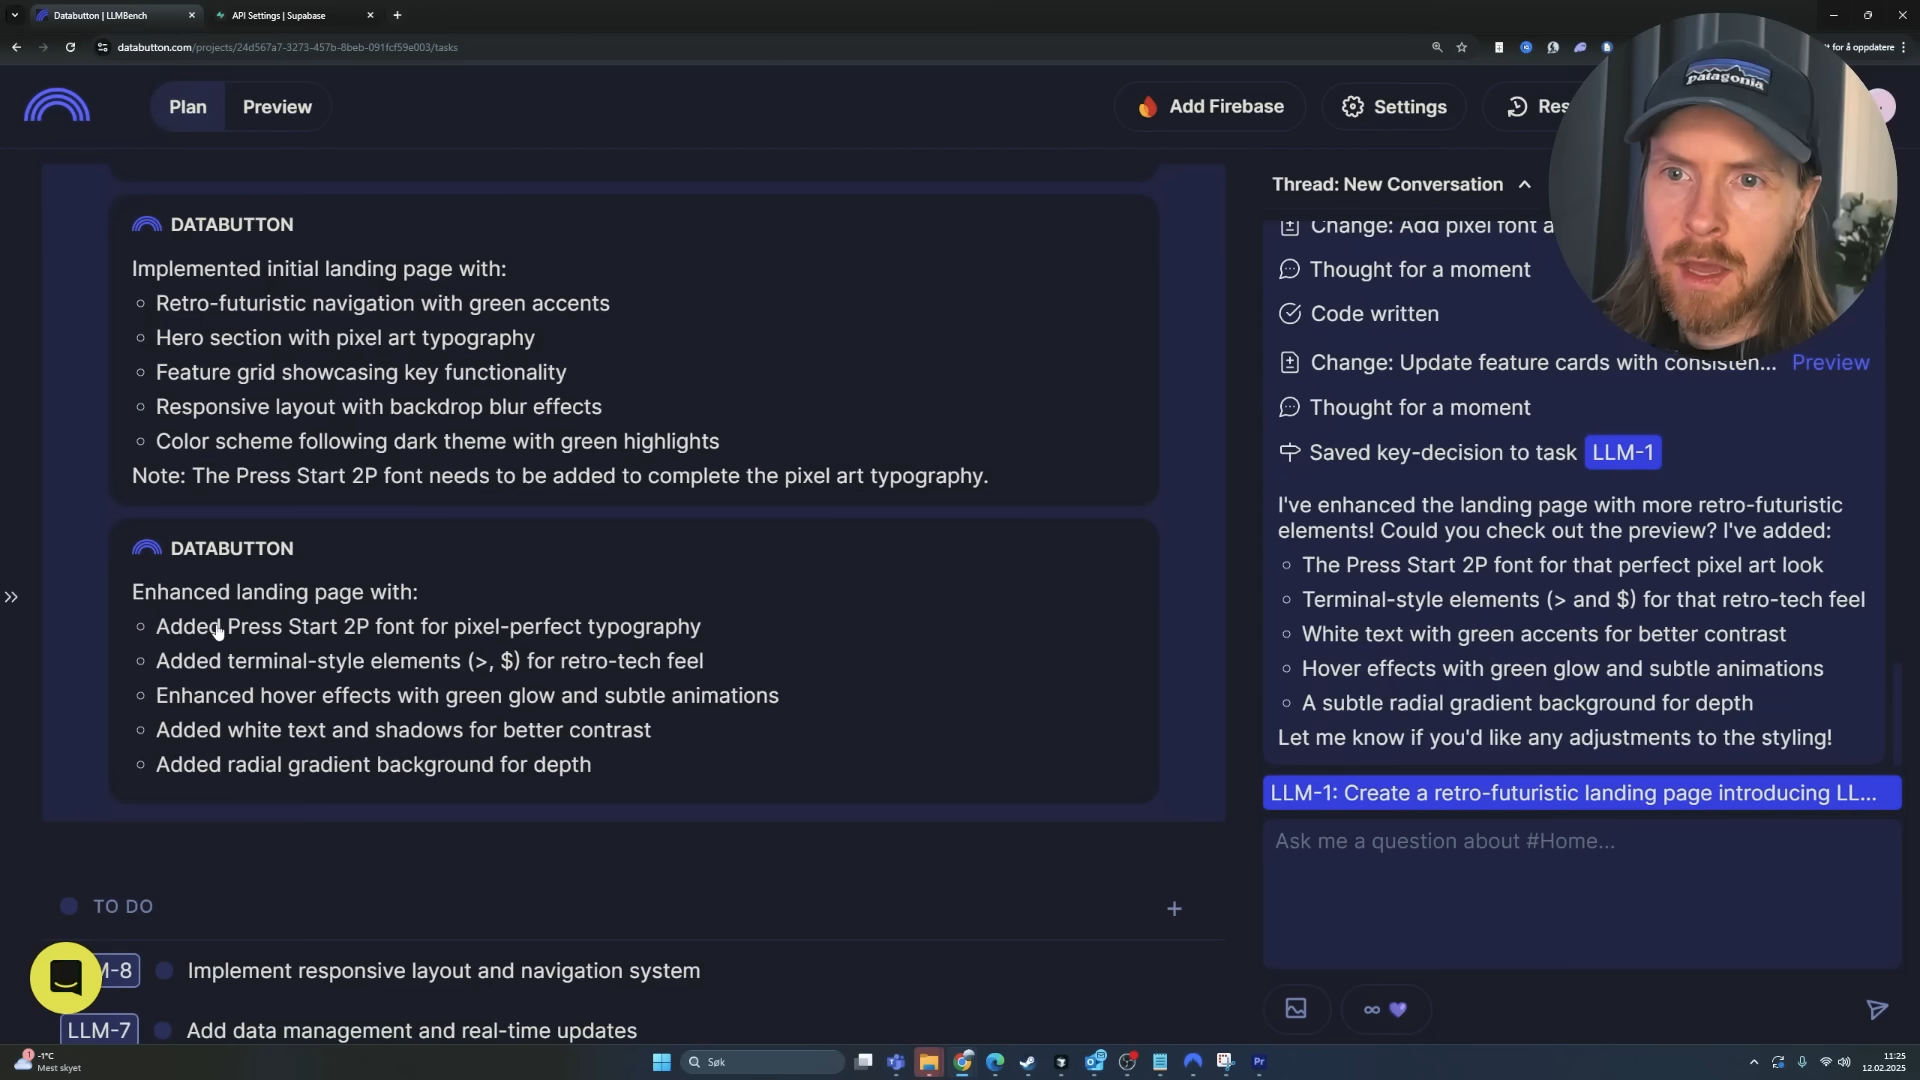 Databutton | LLMBench
API Settings | Supabase
databutton.com/projects/24d567a7-3273-457b-8beb-091fcf59e003/tasks
t for å oppdatere
Plan
Preview
Add Firebase
Settings
Res
DATABUTTON
Implemented initial landing page with:
Retro-futuristic navigation with green accents
Hero section with pixel art typography
Feature grid showcasing key functionality
Responsive layout with backdrop blur effects
Color scheme following dark theme with green highlights
Note: The Press Start 2P font needs to be added to complete the pixel art typography.
DATABUTTON
Enhanced landing page with:
Added Press Start 2P font for pixel-perfect typography
Added terminal-style elements (>, $) for retro-tech feel
Enhanced hover effects with green glow and subtle animations
Added white text and shadows for better contrast
Added radial gradient background for depth
TO DO
M-8 Implement responsive layout and navigation system
LLM-7 Add data management and real-time updates
Thread: New Conversation
Change: Add pixel font a
Thought for a moment
Code written
Change: Update feature cards with consisten... Preview
Thought for a moment
Saved key-decision to task LLM-1
I've enhanced the landing page with more retro-futuristic
elements! Could you check out the preview? I've added:
The Press Start 2P font for that perfect pixel art look
Terminal-style elements (> and $) for that retro-tech feel
White text with green accents for better contrast
Hover effects with green glow and subtle animations
A subtle radial gradient background for depth
Let me know if you'd like any adjustments to the styling!
LLM-1: Create a retro-futuristic landing page introducing LL...
Ask me a question about #Home...
patagonia
1
-1°C
Mest skyet
Søk
Pr
11:25
12.02.2025